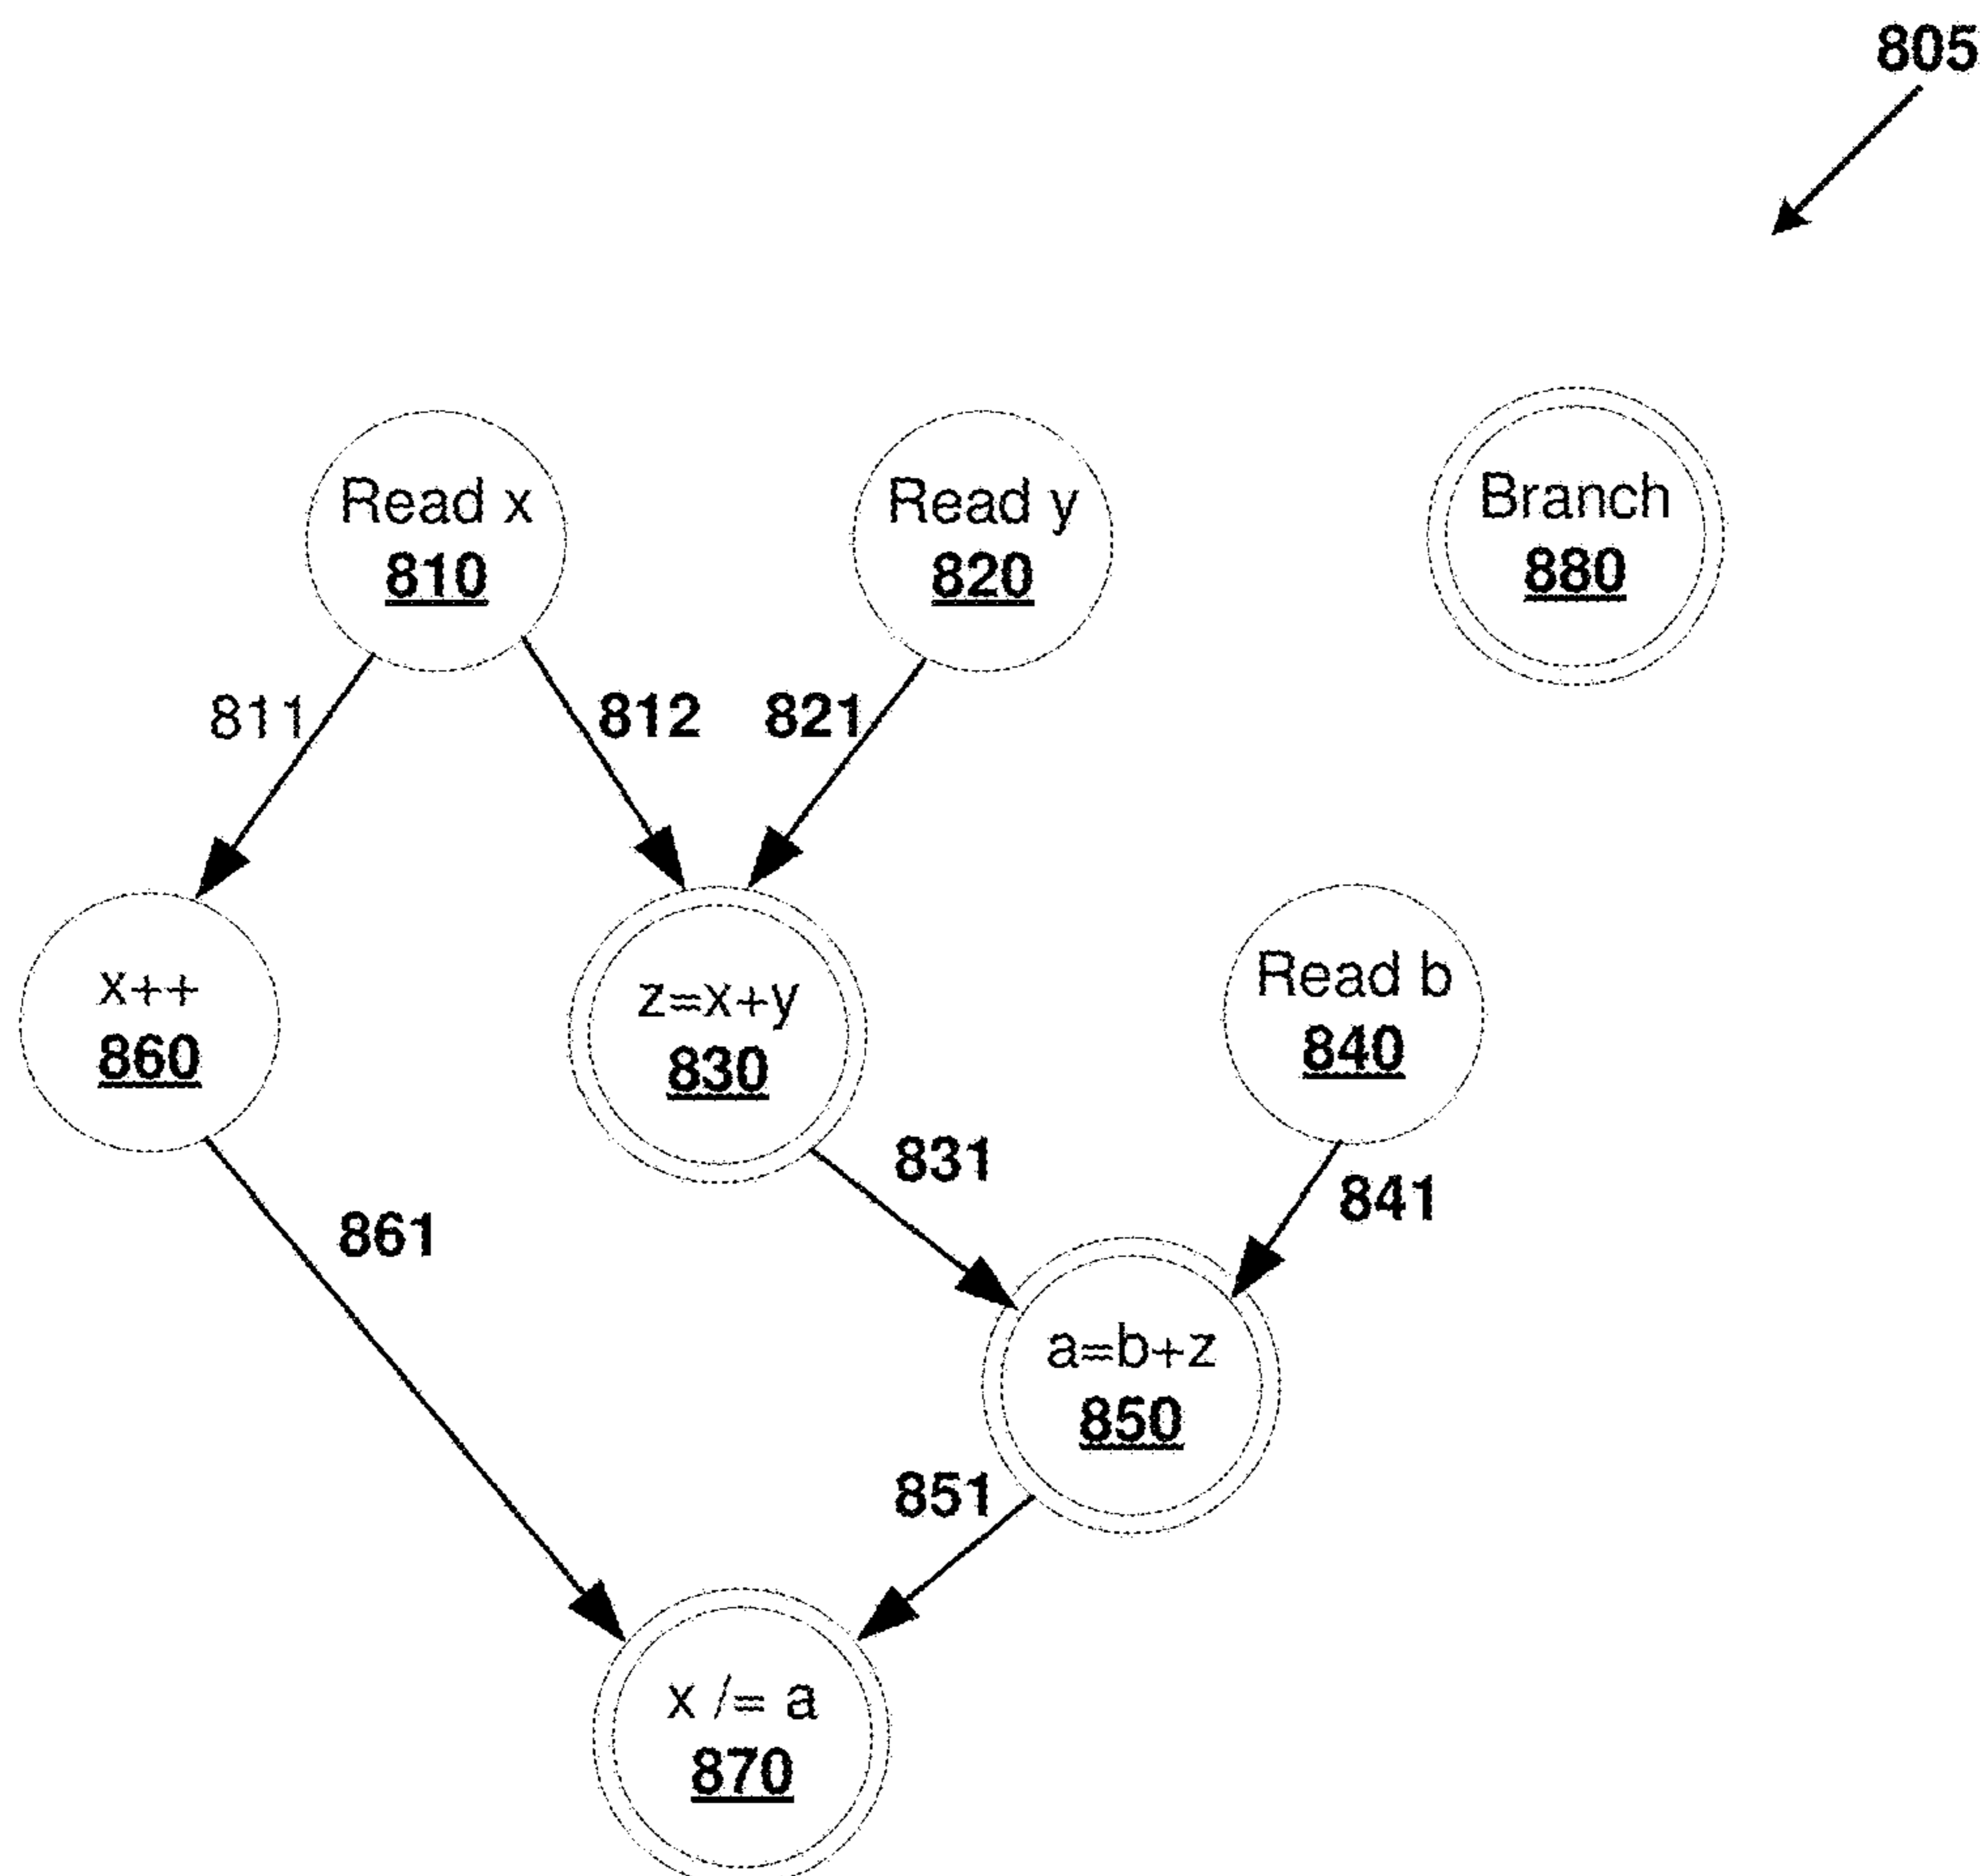 805
Read x
810
Read y
820
Branch
880
811
812
821
x++
860
z=x+y
830
Read b
840
831
841
861
a=b+z
850
851
x /= a
870